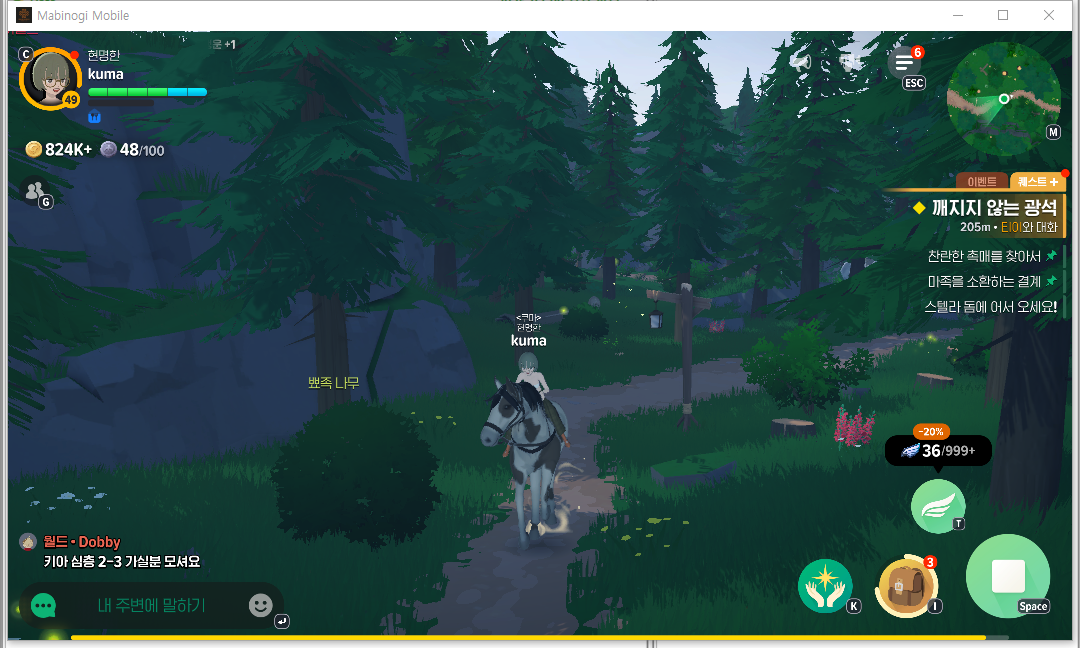 Mabinogi Mobile
+1
C
현명한
kuma
49
824K+
48/100
G
6
ESC
M
이벤트
퀘스트 +
깨지지 않는 광석
205m • 티이와 대화
찬란한 촉매를 찾아서
마족을 소환하는 결계
스텔라 돔에 어서 오세요!
<쿠마>
현명한
kuma
뾰족 나무
-20%
36/999+
T
월드 • Dobby
키아 심층 2-3 가실분 모셔요
내 주변에 말하기
K
3
I
Space